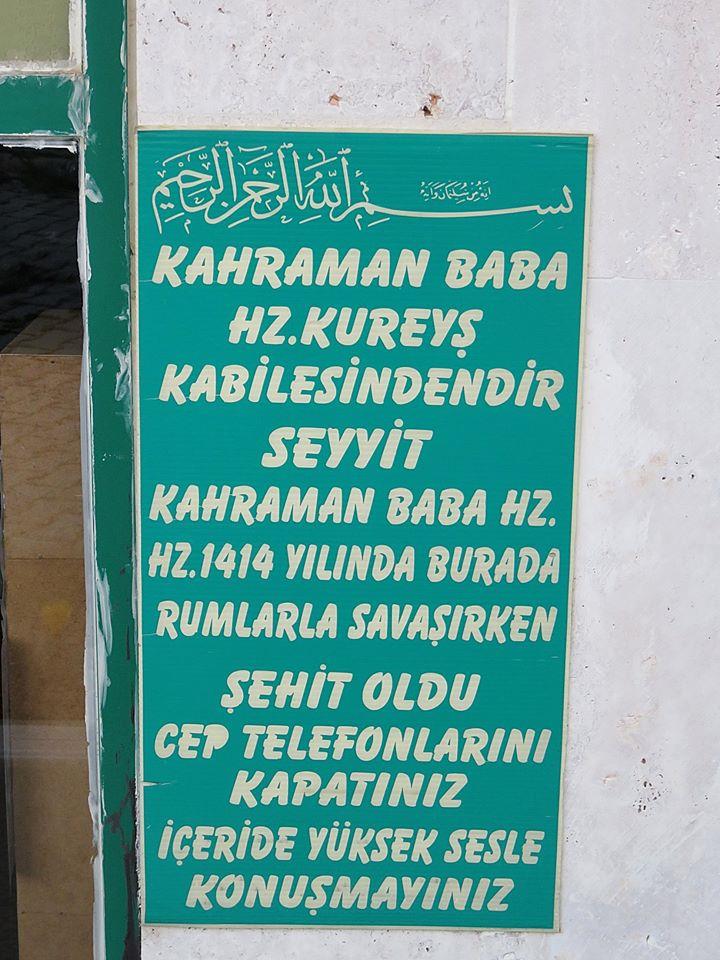 بسم الله الرحمن الرحيم
KAHRAMAN BABA
HZ.KUREYŞ
KABİLESİNDENDİR
SEYYİT
KAHRAMAN BABA HZ.
HZ.1414 YILINDA BURADA
RUMLARLA SAVAŞIRKEN
ŞEHİT OLDU
CEP TELEFONLARINI
KAPATINIZ
İÇERİDE YÜKSEK SESLE
KONUŞMAYINIZ